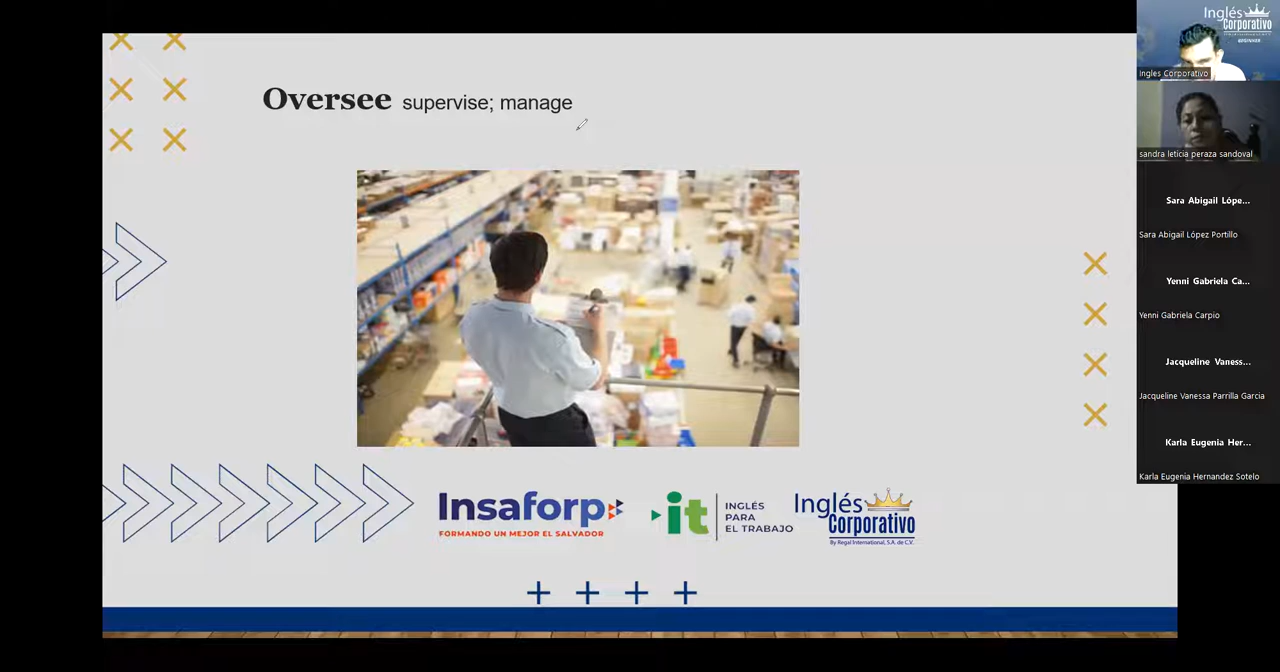 Oversee supervise; manage
Insaforp
FORMANDO UN MEJOR EL SALVADOR
it
INGLÉS
PARA
EL TRABAJO
Inglés
Corporativo
By Regal International, S.A. de C.V.
Inglés
Corporativo
BEGINNER
Ingles Corporativo
sandra leticia peraza sandoval
Sara Abigail Lópe...
Sara Abigail López Portillo
Yenni Gabriela Ca...
Yenni Gabriela Carpio
Jacqueline Vaness...
Jacqueline Vanessa Parrilla Garcia
Karla Eugenia Her...
Karla Eugenia Hernandez Sotelo